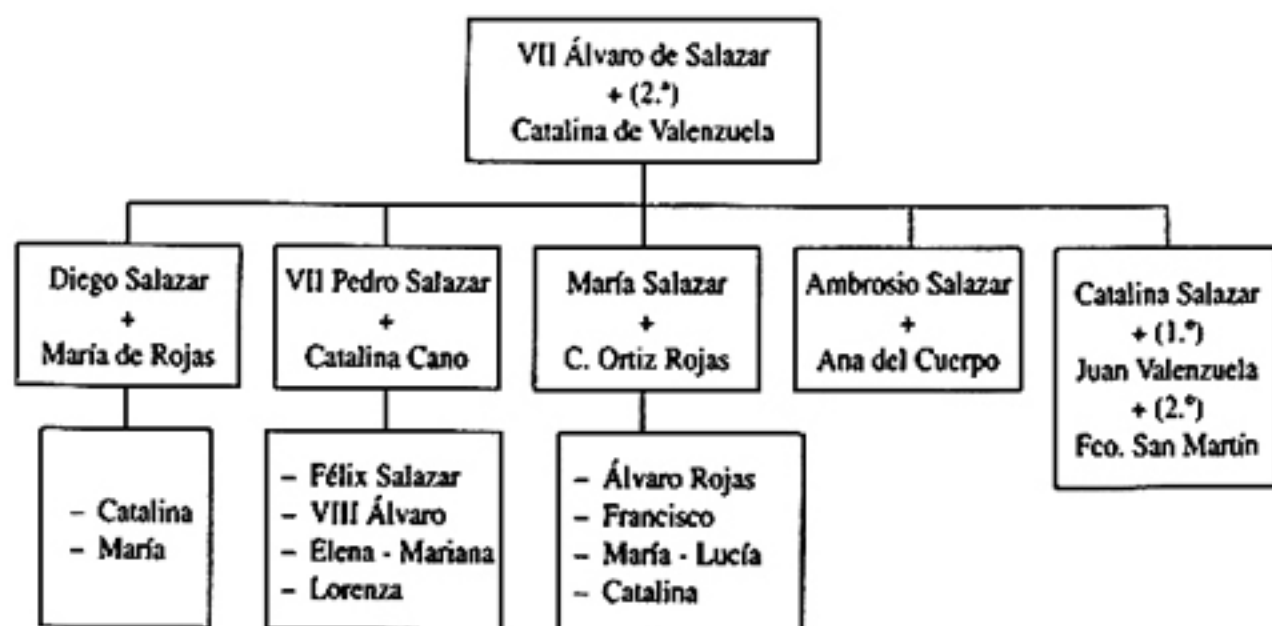 VII Álvaro de Salazar
+ (2.ª)
Catalina de Valenzuela
Diego Salazar
+
María de Rojas
VII Pedro Salazar
+
Catalina Cano
María Salazar
+
C. Ortiz Rojas
Ambrosio Salazar
+
Ana del Cuerpo
Catalina Salazar
+ (1.º)
Juan Valenzuela
+ (2.º)
Fco. San Martín
– Catalina
– María
– Félix Salazar
– VIII Álvaro
– Elena - Mariana
– Lorenza
– Álvaro Rojas
– Francisco
– María - Lucía
– Catalina